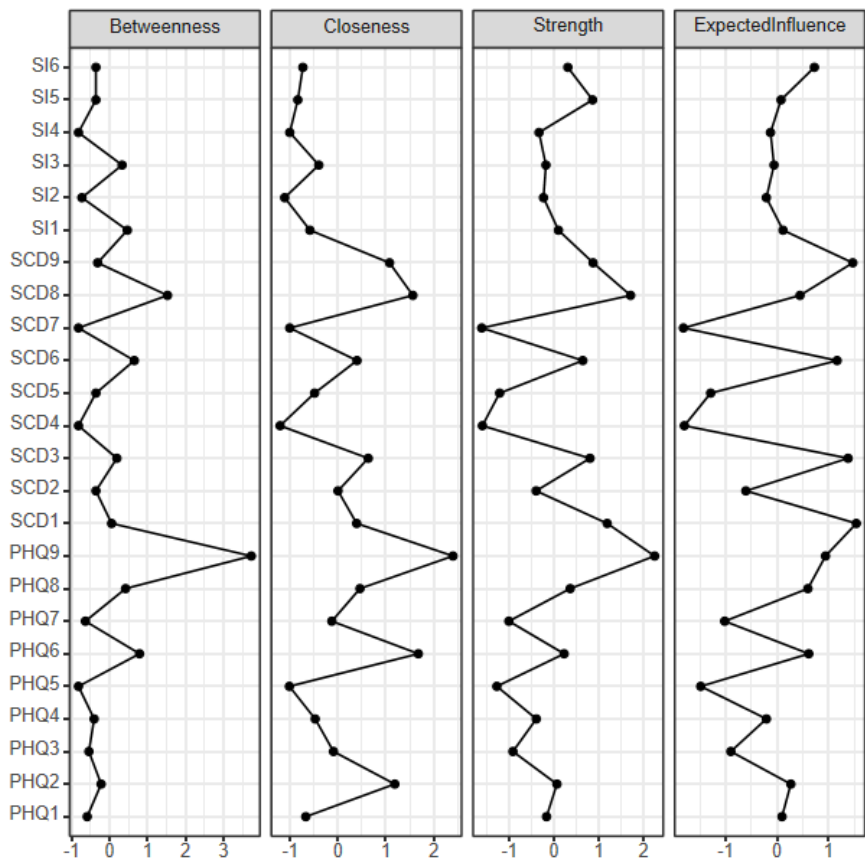 Betweenness Closeness Strength ExpectedInfluence
SI6
SI5
SI4
SI3
SI2
SI1
SCD9
SCD8
SCD7
SCD6
SCD5
SCD4
SCD3
SCD2
SCD1
PHQ9
PHQ8
PHQ7
PHQ6
PHQ5
PHQ4
PHQ3
PHQ2
PHQ1
-1 0 1 2 3 -1 0 1 2 -1 0 1 2 -1 0 1